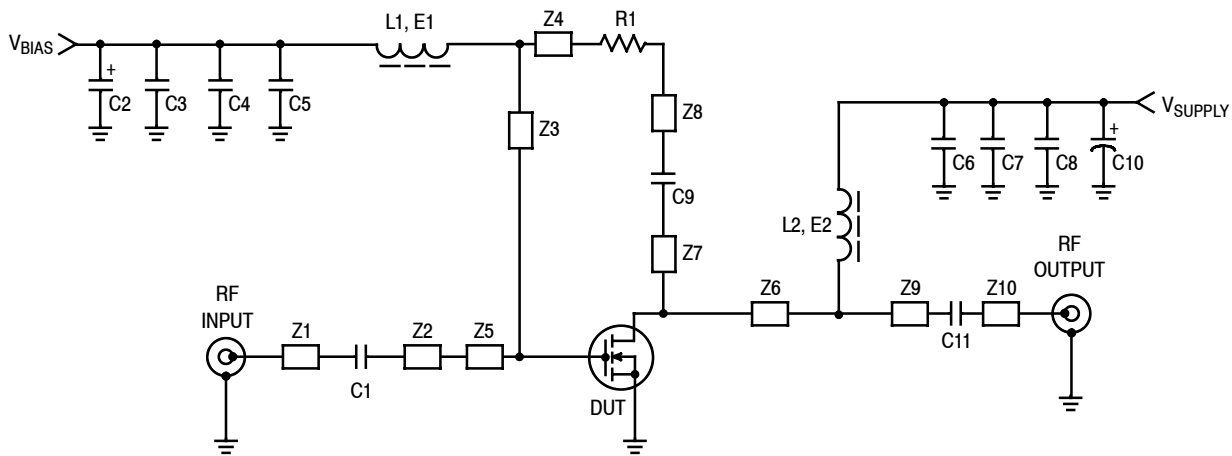 L1, E1
Z4
R1
VBIAS
+
C2
C3
C4
C5
Z3
Z8
C9
Z7
VSUPPLY
+
C6
C7
C8
C10
L2, E2
RF
OUTPUT
RF
INPUT
Z1
C1
Z2
Z5
Z6
Z9
C11
Z10
DUT